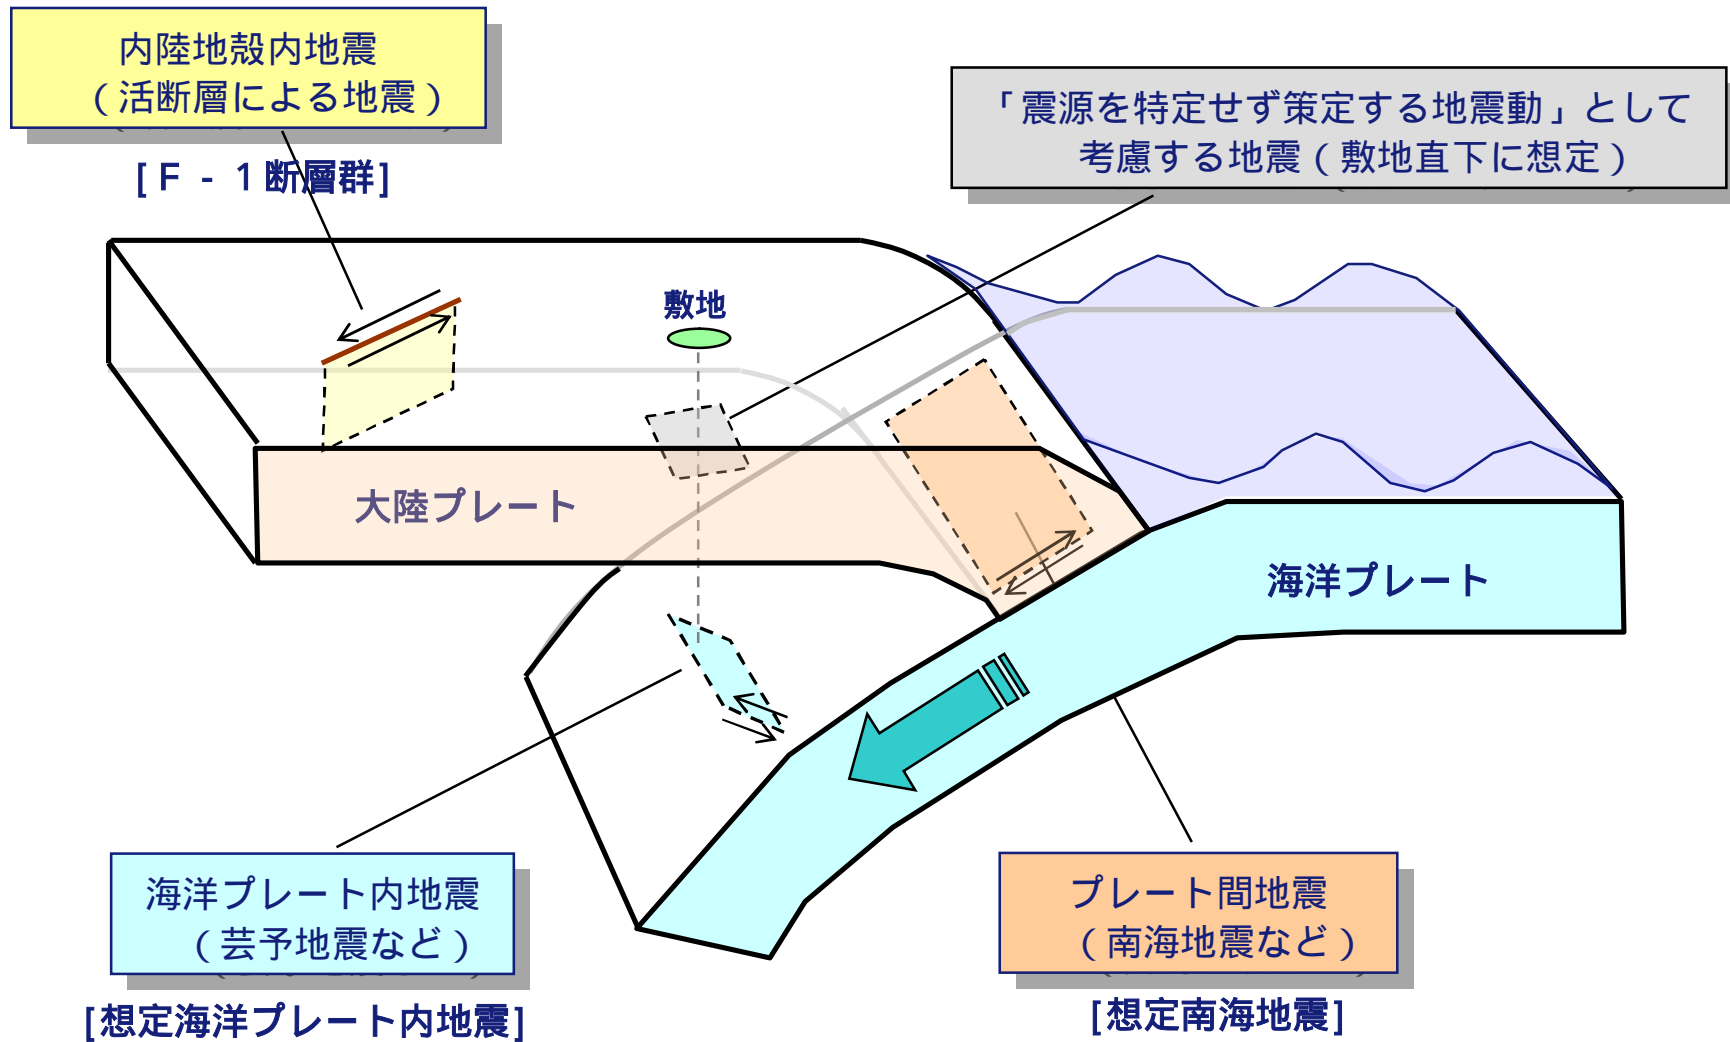 内陸地殻内地震
（活断層による地震）
[Ｆ-１断層群]
「震源を特定せず策定する地震動」として
考慮する地震（敷地直下に想定）
敷地
大陸プレート
海洋プレート
海洋プレート内地震
（芸予地震など）
[想定海洋プレート内地震]
プレート間地震
（南海地震など）
[想定南海地震]